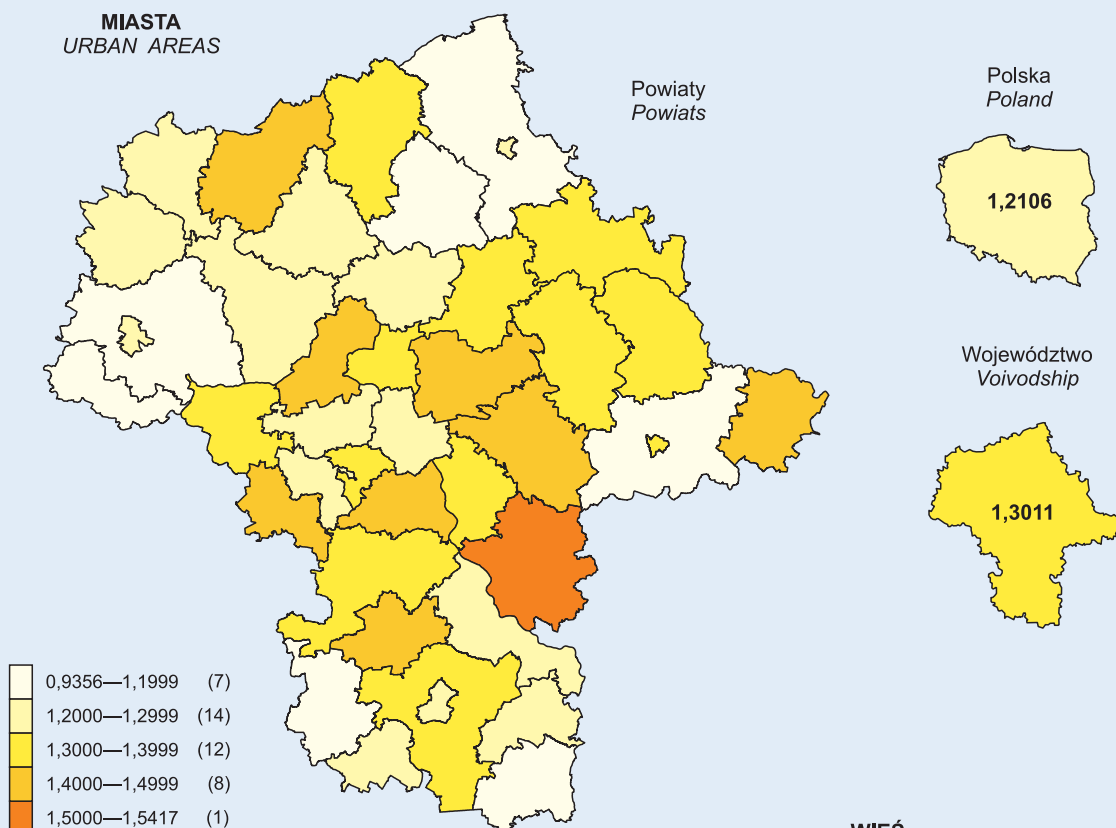 MIASTA
URBAN AREAS
Powiaty
Powiats
Polska
Poland
1,2106
Województwo
Voivodship
1,3011
0,9356—1,1999 (7)
1,2000—1,2999 (14)
1,3000—1,3999 (12)
1,4000—1,4999 (8)
1,5000—1,5417 (1)
WIEŚ